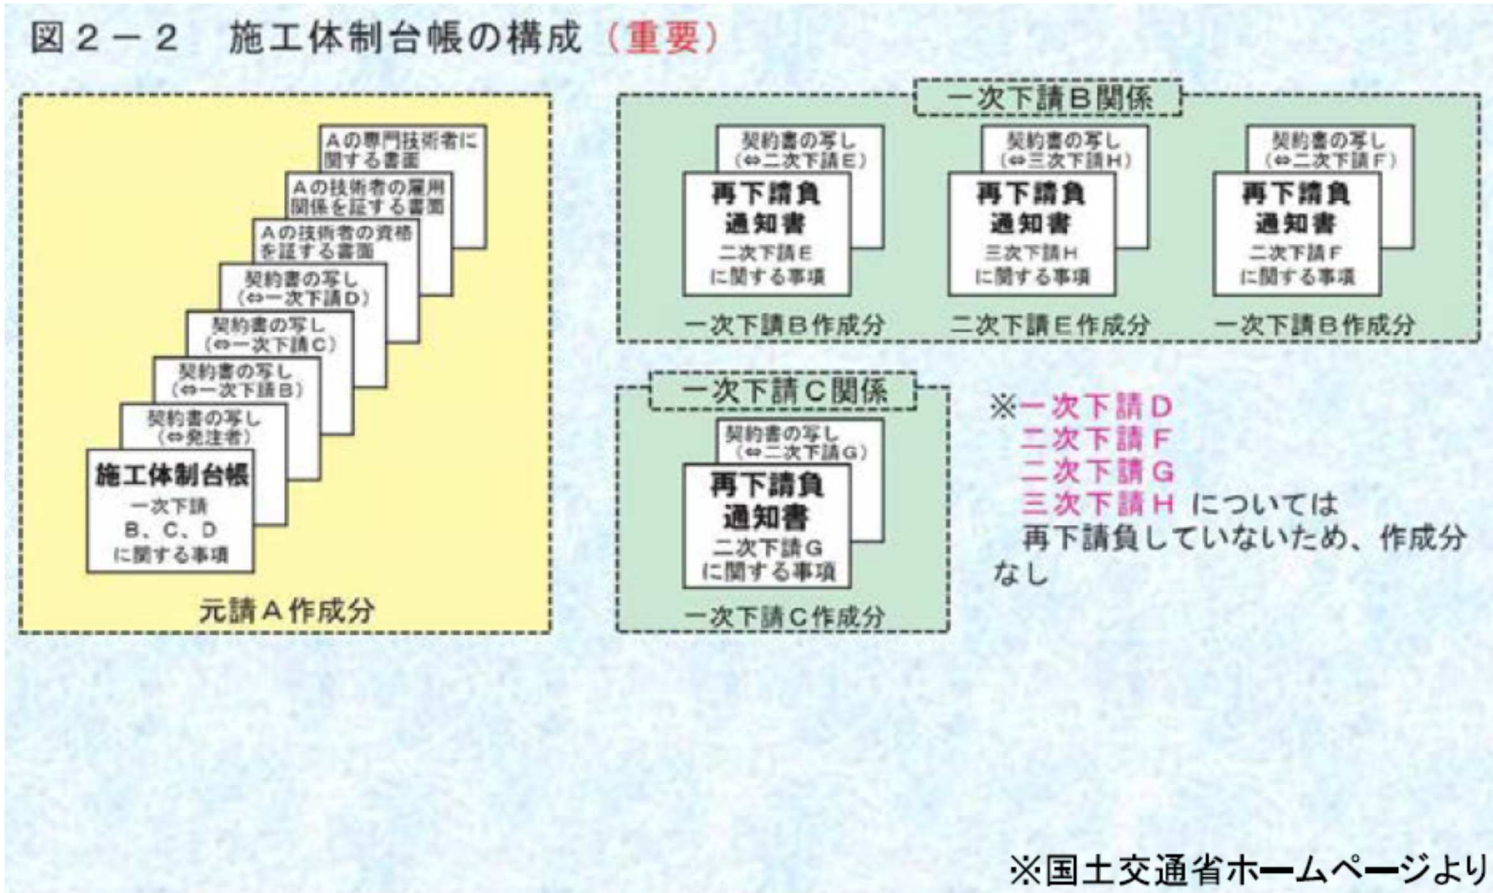 図２－２　施工体制台帳の構成（重要）
Aの専門技術者に
関する書面
Aの技術者の雇用
関係を証する書面
Aの技術者の資格
を証する書面
契約書の写し
（⇔一次下請D）
契約書の写し
（⇔一次下請C）
契約書の写し
（⇔一次下請B）
契約書の写し
（⇔発注者）
施工体制台帳
一次下請
B、C、D
に関する事項
元請A作成分
一次下請B関係
契約書の写し
（⇔二次下請E）
再下請負
通知書
二次下請E
に関する事項
一次下請B作成分
契約書の写し
（⇔三次下請H）
再下請負
通知書
三次下請H
に関する事項
二次下請E作成分
契約書の写し
（⇔二次下請F）
再下請負
通知書
二次下請F
に関する事項
一次下請B作成分
一次下請C関係
契約書の写し
（⇔二次下請G）
再下請負
通知書
二次下請G
に関する事項
一次下請C作成分
※一次下請D
二次下請F
二次下請G
三次下請H については
再下請負していないため、作成分
なし
※国土交通省ホームページより